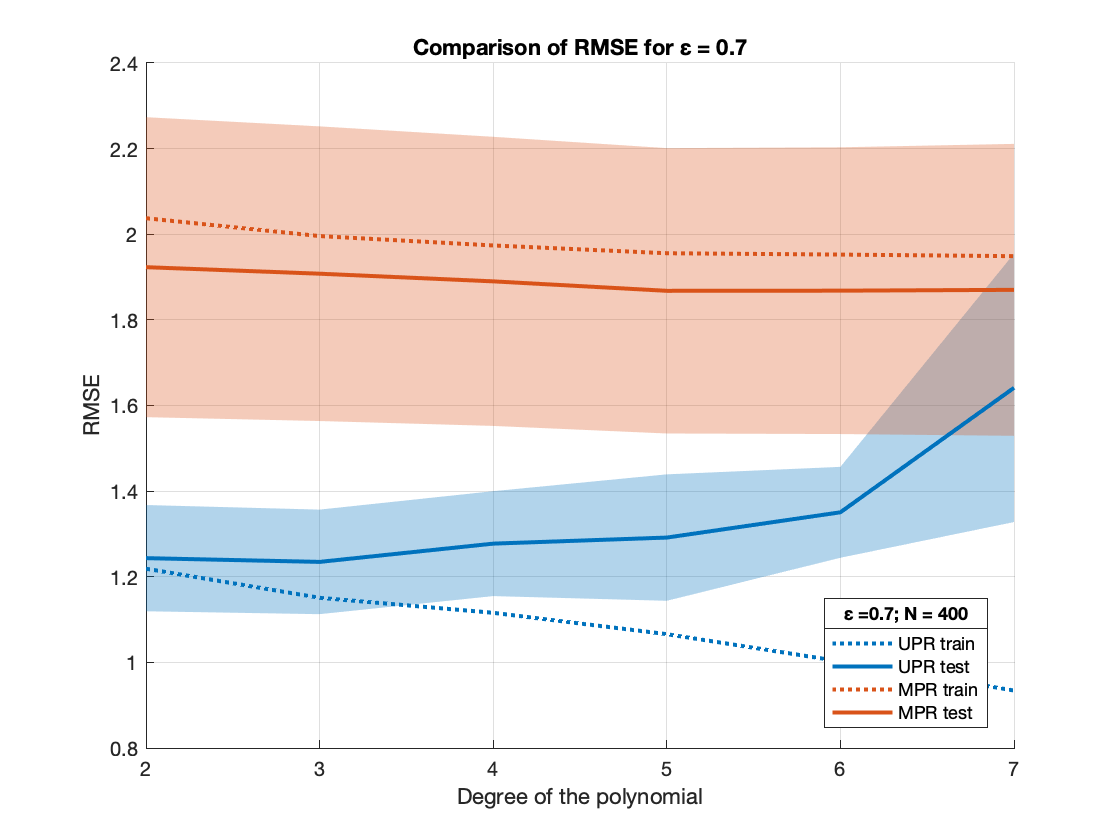 Comparison of RMSE for ε = 0.7
2.4
2.2
2
1.8
1.6
1.4
1.2
1
0.8
RMSE
2 3 4 5 6 7
Degree of the polynomial
ε =0.7; N = 400
UPR train
UPR test
MPR train
MPR test